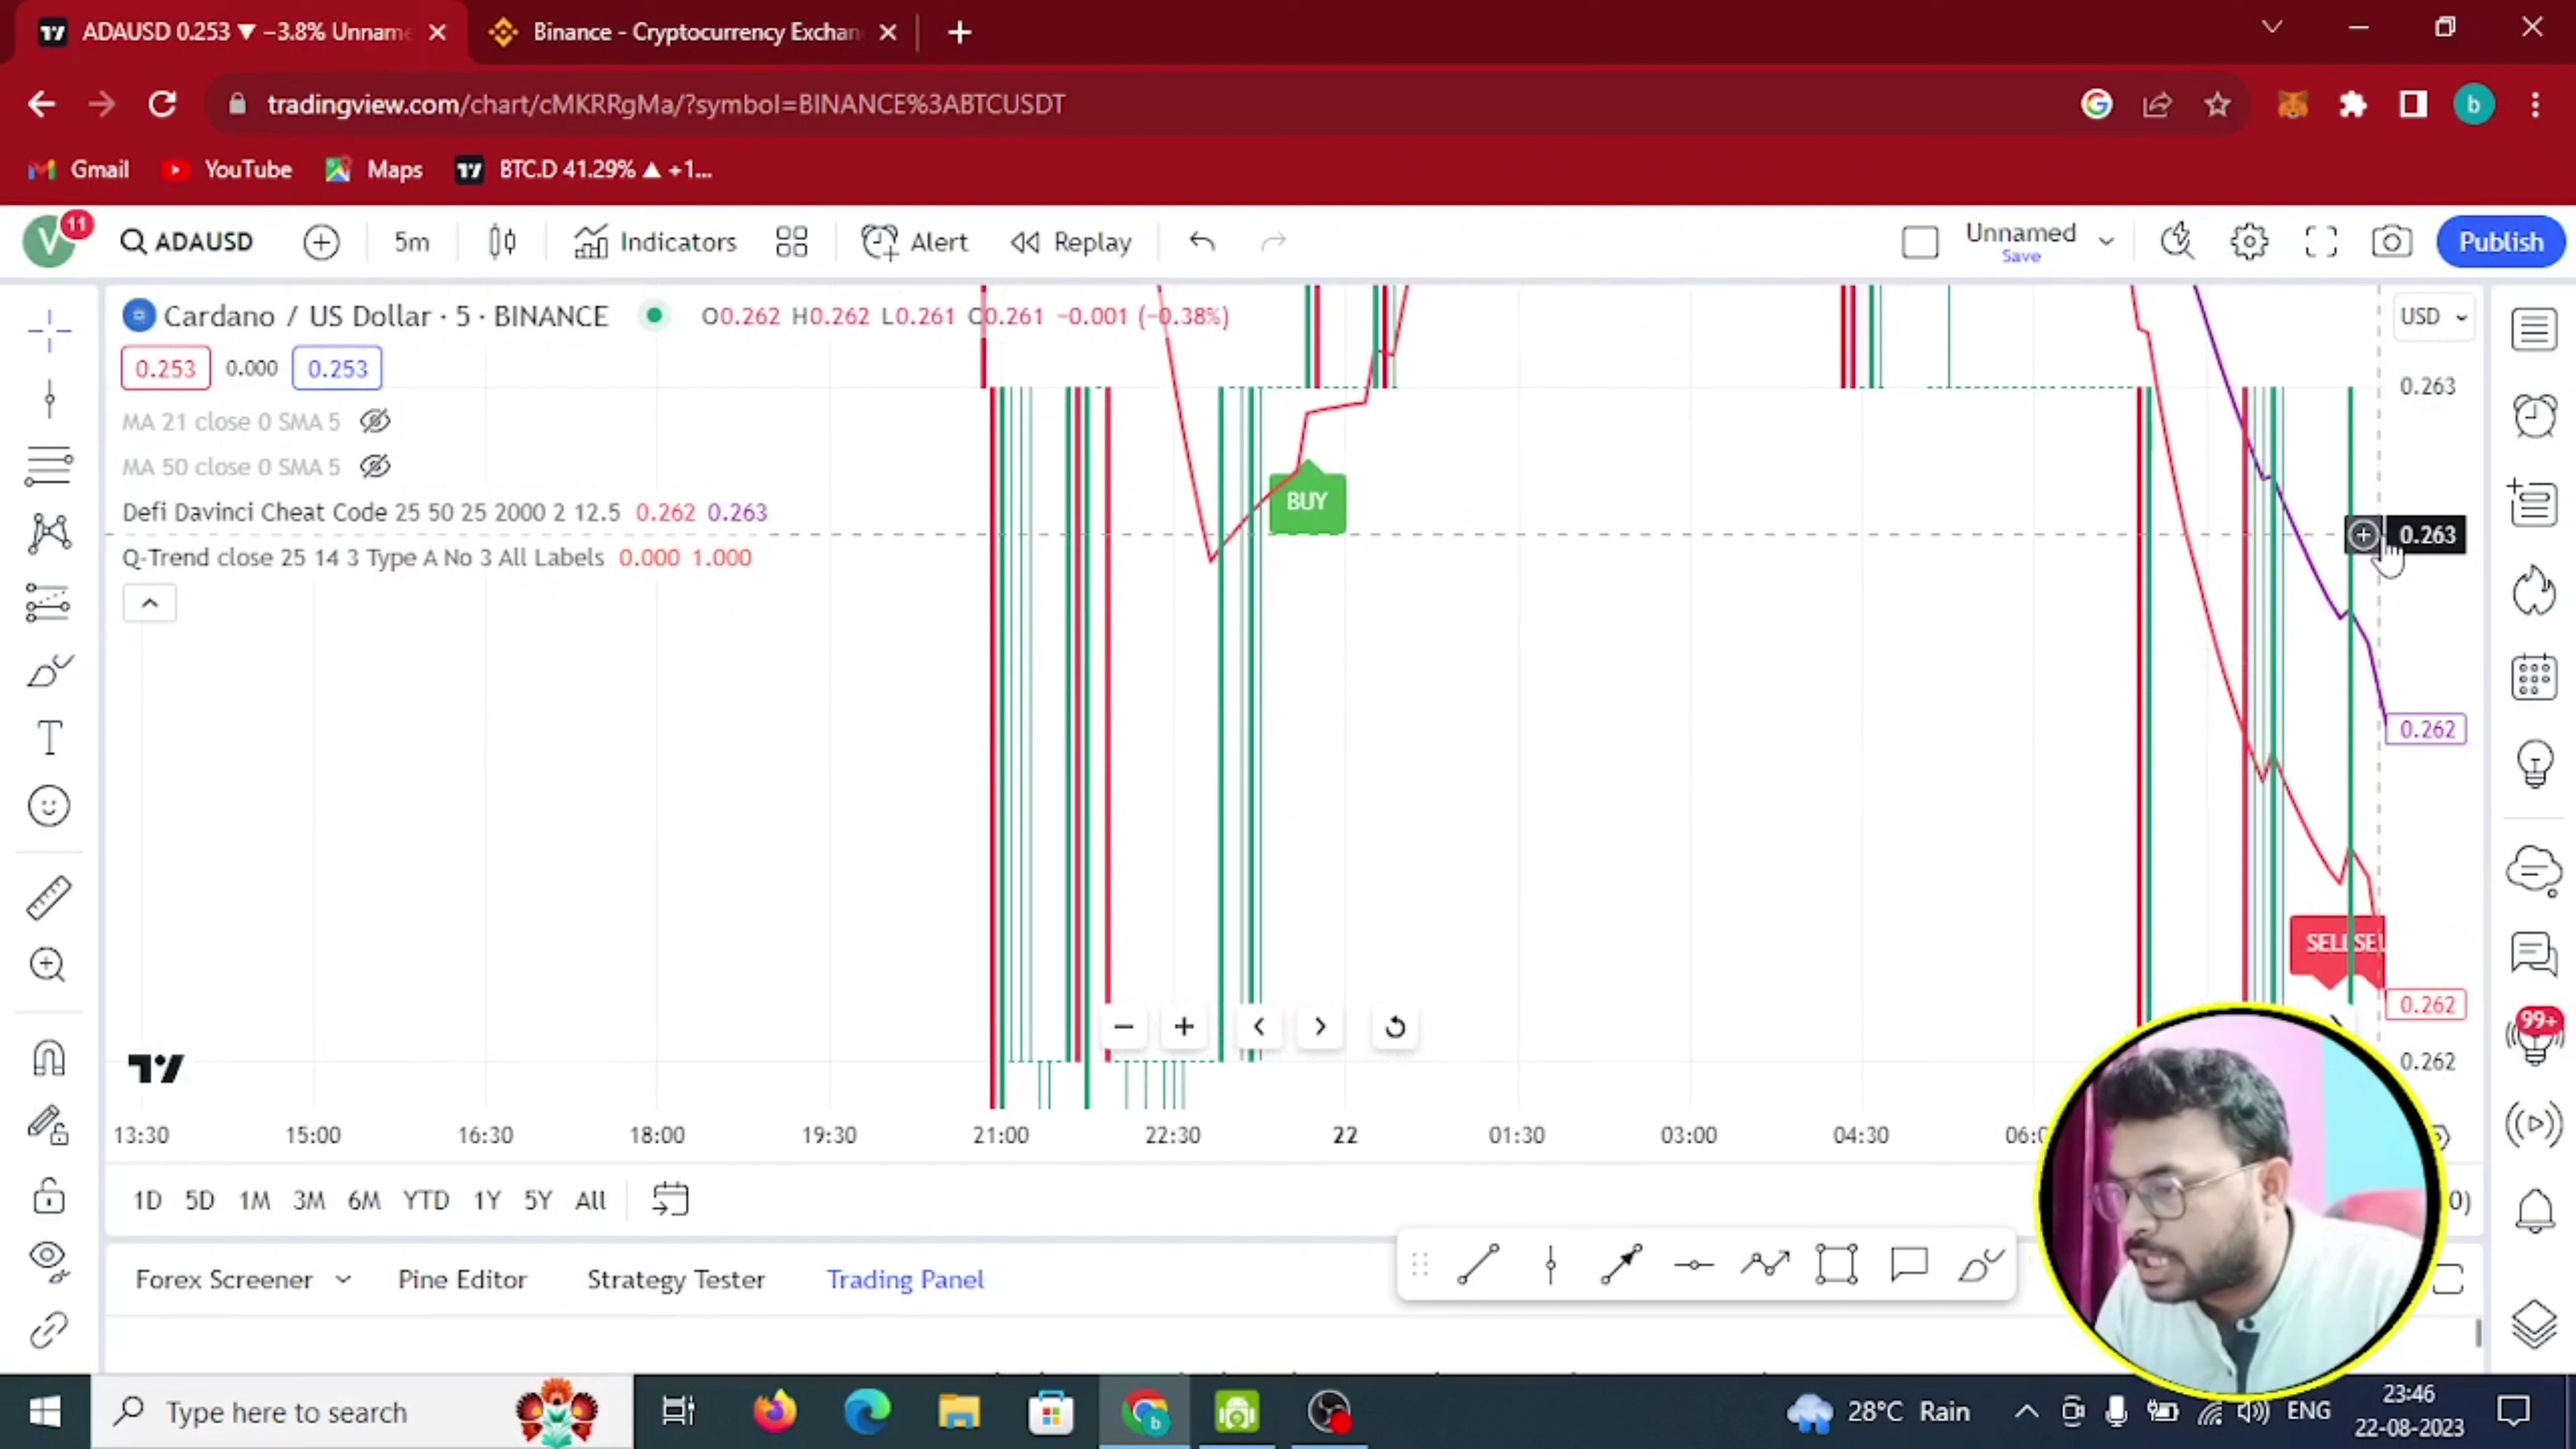 ADAUSD 0.253 ▼ −3.8% Unnam
Binance - Cryptocurrency Exchan
tradingview.com/chart/cMKRRgMa/?symbol=BINANCE%3ABTCUSDT
b
Gmail
YouTube
Maps
BTC.D 41.29% ▲ +1...
V
11
ADAUSD
5m
Indicators
Alert
Replay
Unnamed
Save
Publish
Cardano / US Dollar · 5 · BINANCE
O0.262 H0.262 L0.261 C0.261 −0.001 (−0.38%)
USD
0.253
0.000
0.253
0.263
MA 21 close 0 SMA 5
MA 50 close 0 SMA 5
Defi Davinci Cheat Code 25 50 25 2000 2 12.5 0.262 0.263
BUY
0.263
Q-Trend close 25 14 3 Type A No 3 All Labels 0.000 1.000
0.262
SELL SEL
0.262
99+
0.262
13:30 15:00 16:30 18:00 19:30 21:00 22:30 22 01:30 03:00 04:30 06:0
1D 5D 1M 3M 6M YTD 1Y 5Y All
0)
Forex Screener
Pine Editor
Strategy Tester
Trading Panel
Type here to search
b
28°C Rain
ENG
23:46
22-08-2023